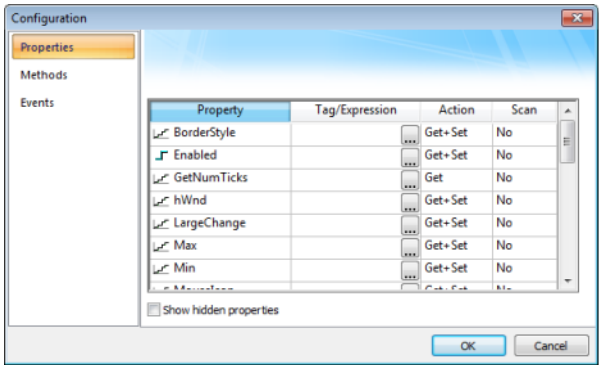 Configuration
Properties
Methods
Events
Property Tag/Expression Action Scan
BorderStyle ... Get+Set No
Enabled ... Get+Set No
GetNumTicks ... Get No
hWnd ... Get+Set No
LargeChange ... Get+Set No
Max ... Get+Set No
Min ... Get+Set No
Show hidden properties
OK Cancel